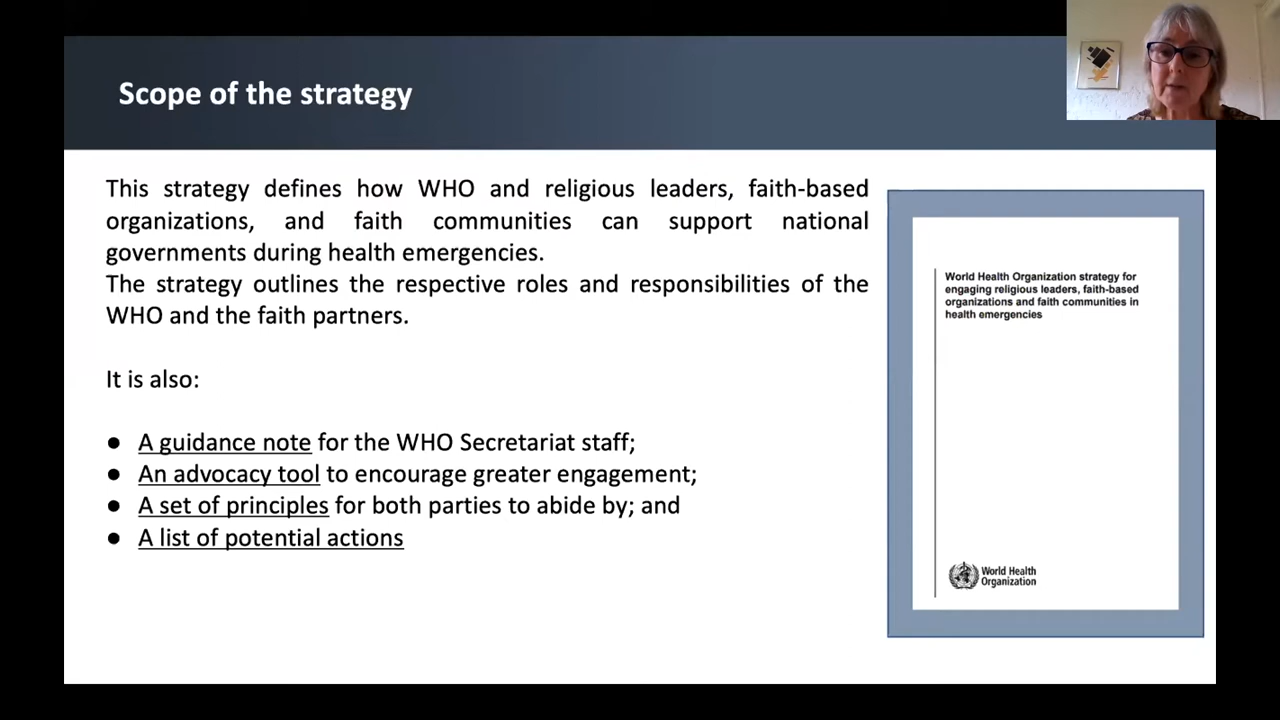 Scope of the strategy
This strategy defines how WHO and religious leaders, faith-based
organizations, and faith communities can support national
governments during health emergencies.
The strategy outlines the respective roles and responsibilities of the
WHO and the faith partners.
It is also:
● A guidance note for the WHO Secretariat staff;
● An advocacy tool to encourage greater engagement;
● A set of principles for both parties to abide by; and
● A list of potential actions
World Health Organization strategy for
engaging religious leaders, faith-based
organizations and faith communities in
health emergencies
World Health
Organization